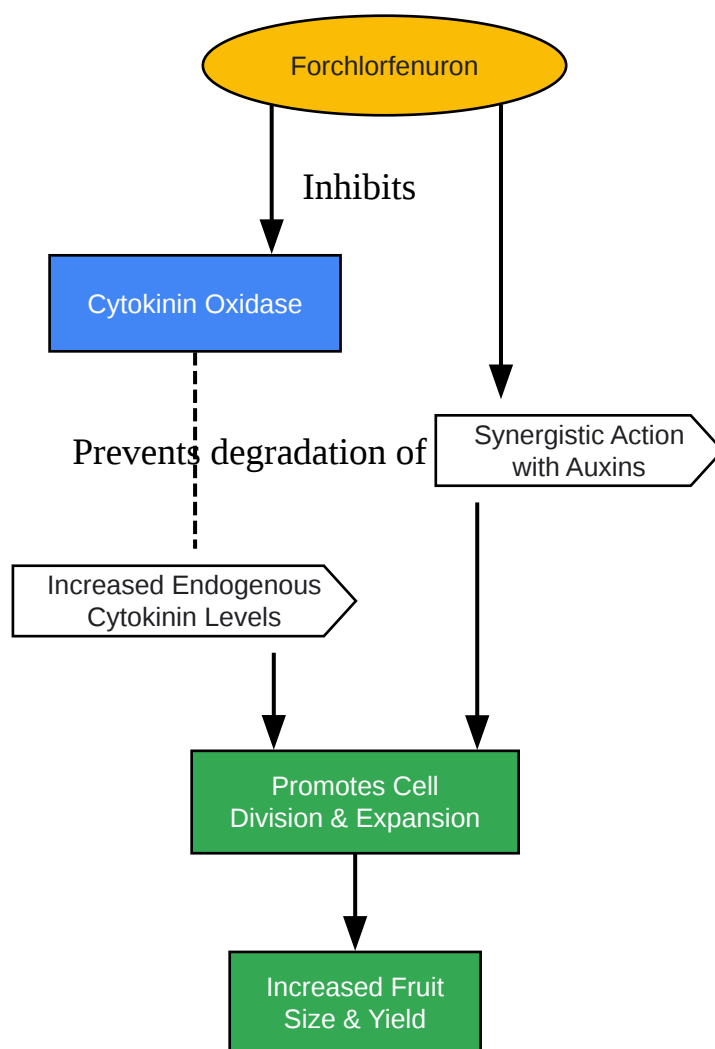 Forchlorfenuron
Inhibits
Cytokinin Oxidase
Prevents degradation of
Synergistic Action
with Auxins
Increased Endogenous
Cytokinin Levels
Promotes Cell
Division & Expansion
Increased Fruit
Size & Yield